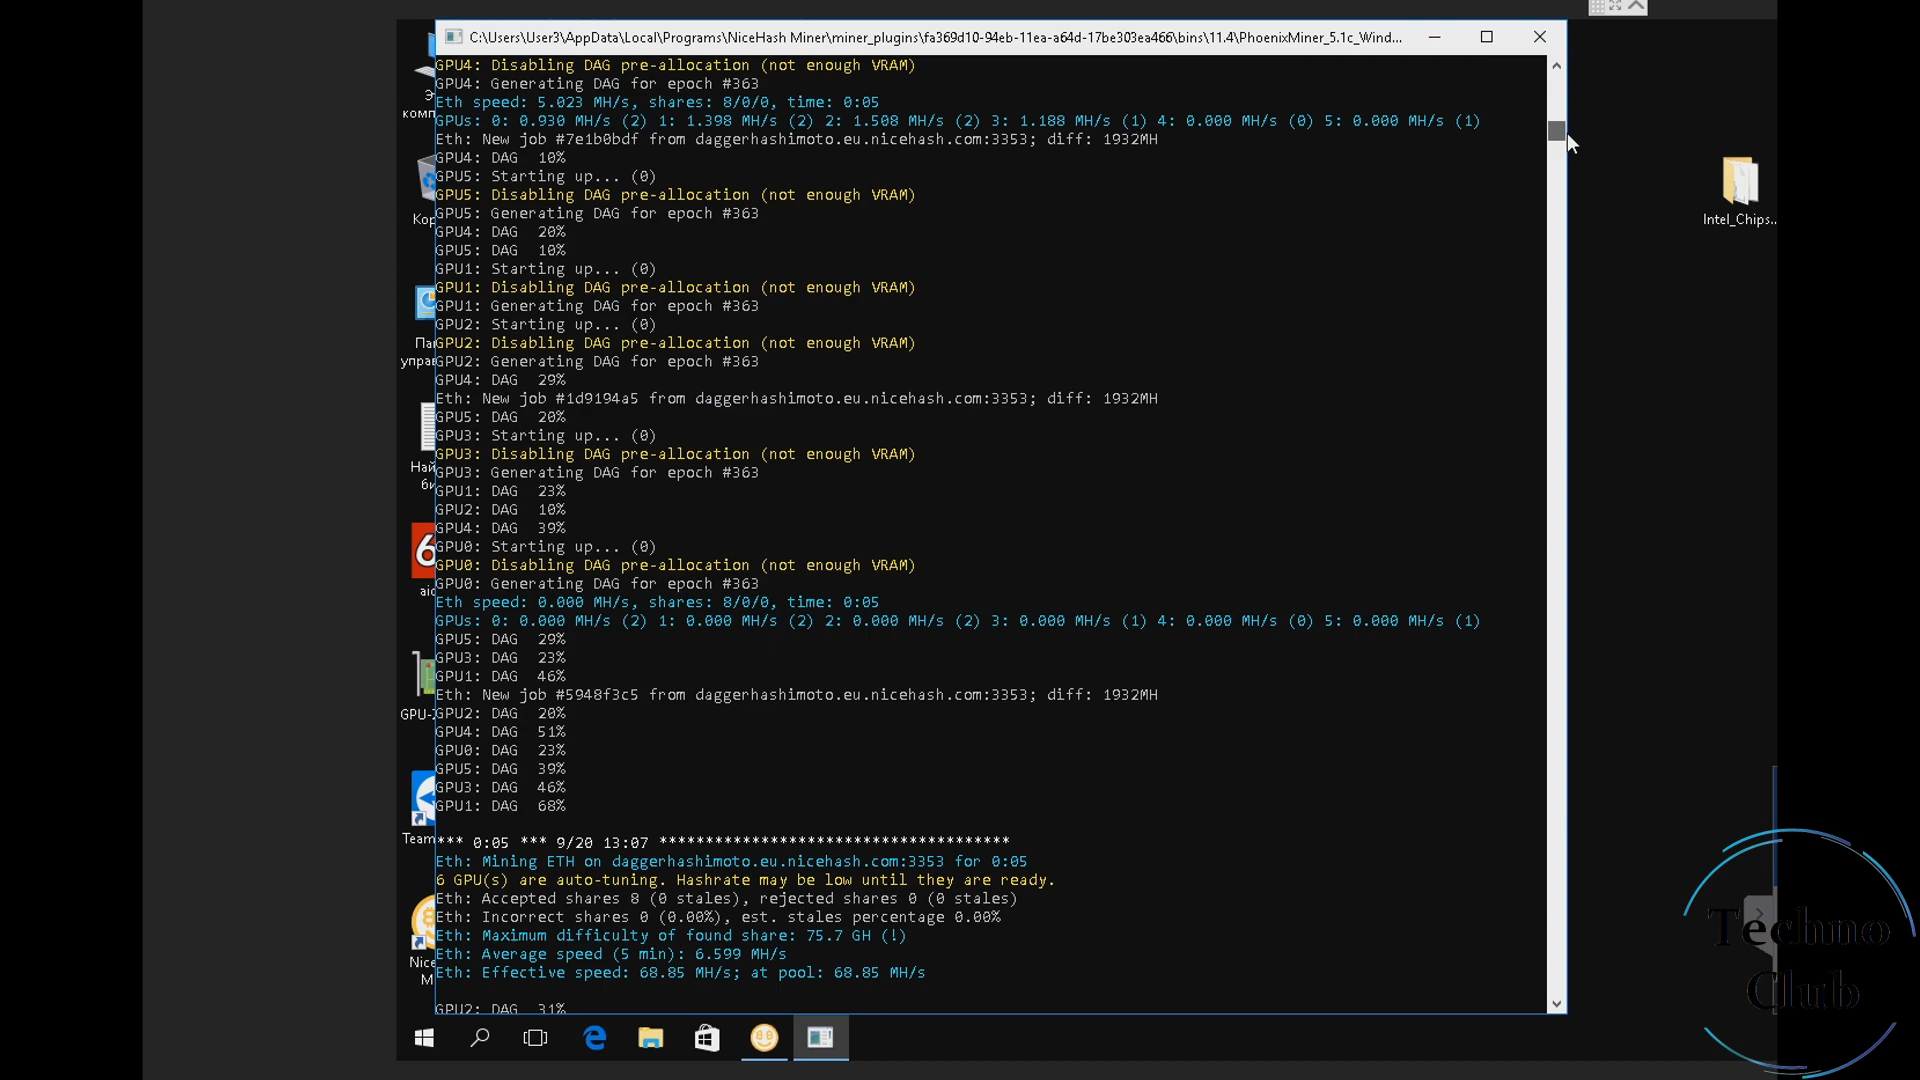 C:\Users\User3\AppData\Local\Programs\NiceHash Miner\miner_plugins\fa369d10-94eb-11ea-a64d-17be303ea466\bins\11.4\PhoenixMiner_5.1c_Wind...
GPU4: Disabling DAG pre-allocation (not enough VRAM)
GPU4: Generating DAG for epoch #363
Eth speed: 5.023 MH/s, shares: 8/0/0, time: 0:05
GPUs: 0: 0.930 MH/s (2) 1: 1.398 MH/s (2) 2: 1.508 MH/s (2) 3: 1.188 MH/s (1) 4: 0.000 MH/s (0) 5: 0.000 MH/s (1)
Eth: New job #7e1b0bdf from daggerhashimoto.eu.nicehash.com:3353; diff: 1932MH
GPU4: DAG 10%
GPU5: Starting up... (0)
GPU5: Disabling DAG pre-allocation (not enough VRAM)
GPU5: Generating DAG for epoch #363
GPU4: DAG 20%
GPU5: DAG 10%
GPU1: Starting up... (0)
GPU1: Disabling DAG pre-allocation (not enough VRAM)
GPU1: Generating DAG for epoch #363
GPU2: Starting up... (0)
GPU2: Disabling DAG pre-allocation (not enough VRAM)
GPU2: Generating DAG for epoch #363
GPU4: DAG 29%
Eth: New job #1d9194a5 from daggerhashimoto.eu.nicehash.com:3353; diff: 1932MH
GPU5: DAG 20%
GPU3: Starting up... (0)
GPU3: Disabling DAG pre-allocation (not enough VRAM)
GPU3: Generating DAG for epoch #363
GPU1: DAG 23%
GPU2: DAG 10%
GPU4: DAG 39%
GPU0: Starting up... (0)
GPU0: Disabling DAG pre-allocation (not enough VRAM)
GPU0: Generating DAG for epoch #363
Eth speed: 0.000 MH/s, shares: 8/0/0, time: 0:05
GPUs: 0: 0.000 MH/s (2) 1: 0.000 MH/s (2) 2: 0.000 MH/s (2) 3: 0.000 MH/s (1) 4: 0.000 MH/s (0) 5: 0.000 MH/s (1)
GPU5: DAG 29%
GPU3: DAG 23%
GPU1: DAG 46%
Eth: New job #5948f3c5 from daggerhashimoto.eu.nicehash.com:3353; diff: 1932MH
GPU2: DAG 20%
GPU4: DAG 51%
GPU0: DAG 23%
GPU5: DAG 39%
GPU3: DAG 46%
GPU1: DAG 68%
*** 0:05 *** 9/20 13:07 **************************************
Eth: Mining ETH on daggerhashimoto.eu.nicehash.com:3353 for 0:05
6 GPU(s) are auto-tuning. Hashrate may be low until they are ready.
Eth: Accepted shares 8 (0 stales), rejected shares 0 (0 stales)
Eth: Incorrect shares 0 (0.00%), est. stales percentage 0.00%
Eth: Maximum difficulty of found share: 75.7 GH (!)
Eth: Average speed (5 min): 6.599 MH/s
Eth: Effective speed: 68.85 MH/s; at pool: 68.85 MH/s
GPU2: DAG 31%
Intel_Chips...
Techno
Club